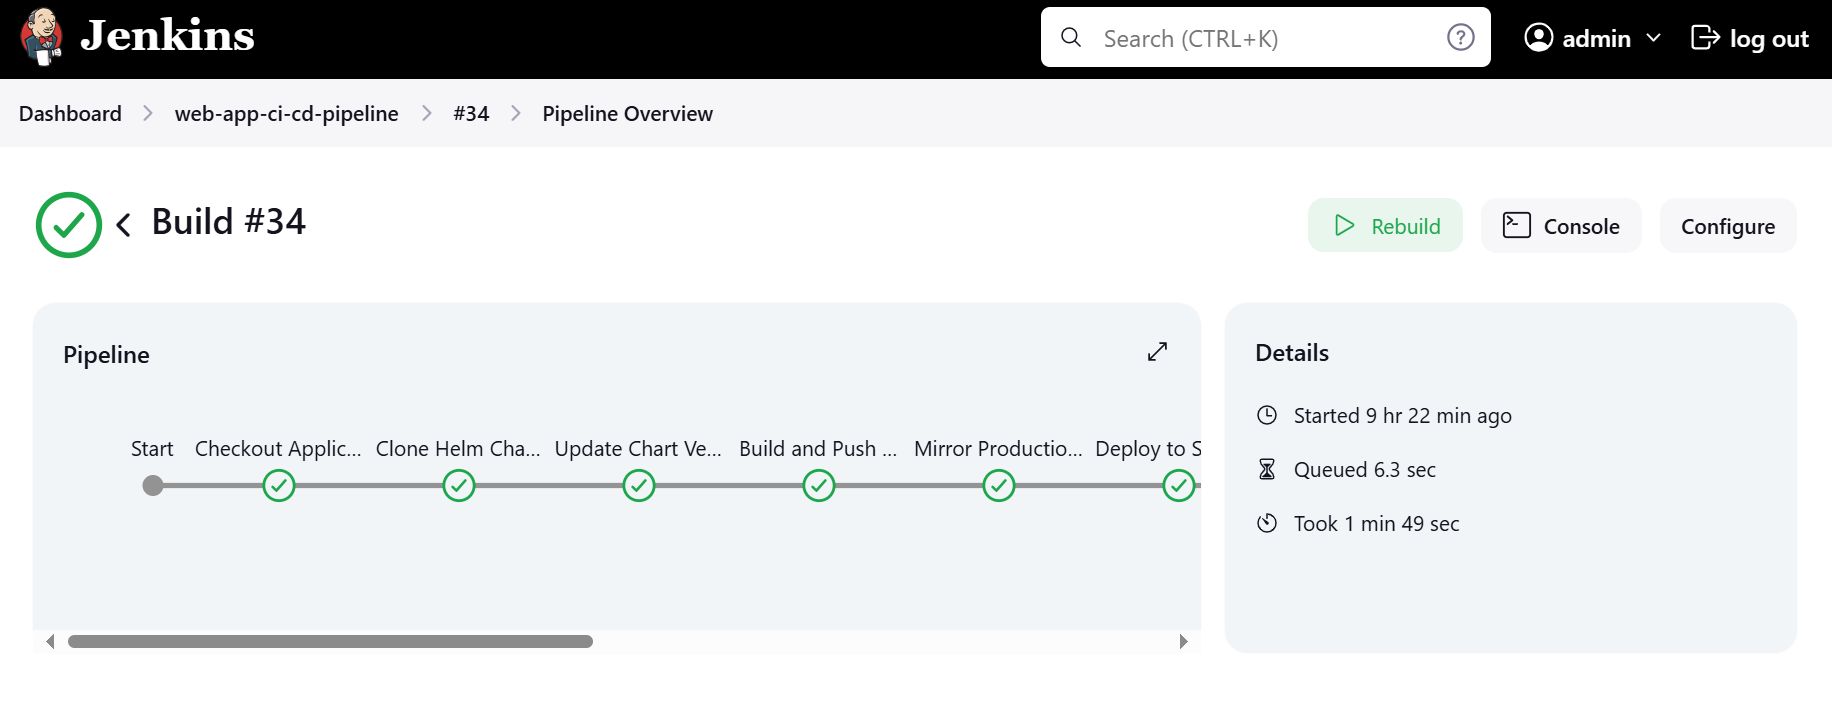 Jenkins
Search (CTRL+K)
?
admin
log out
Dashboard
web-app-ci-cd-pipeline
#34
Pipeline Overview
Build #34
Rebuild
Console
Configure
Pipeline
Details
Started 9 hr 22 min ago
Start
Checkout Applic...
Clone Helm Cha...
Update Chart Ve...
Build and Push ...
Mirror Productio...
Deploy to S
Queued 6.3 sec
Took 1 min 49 sec